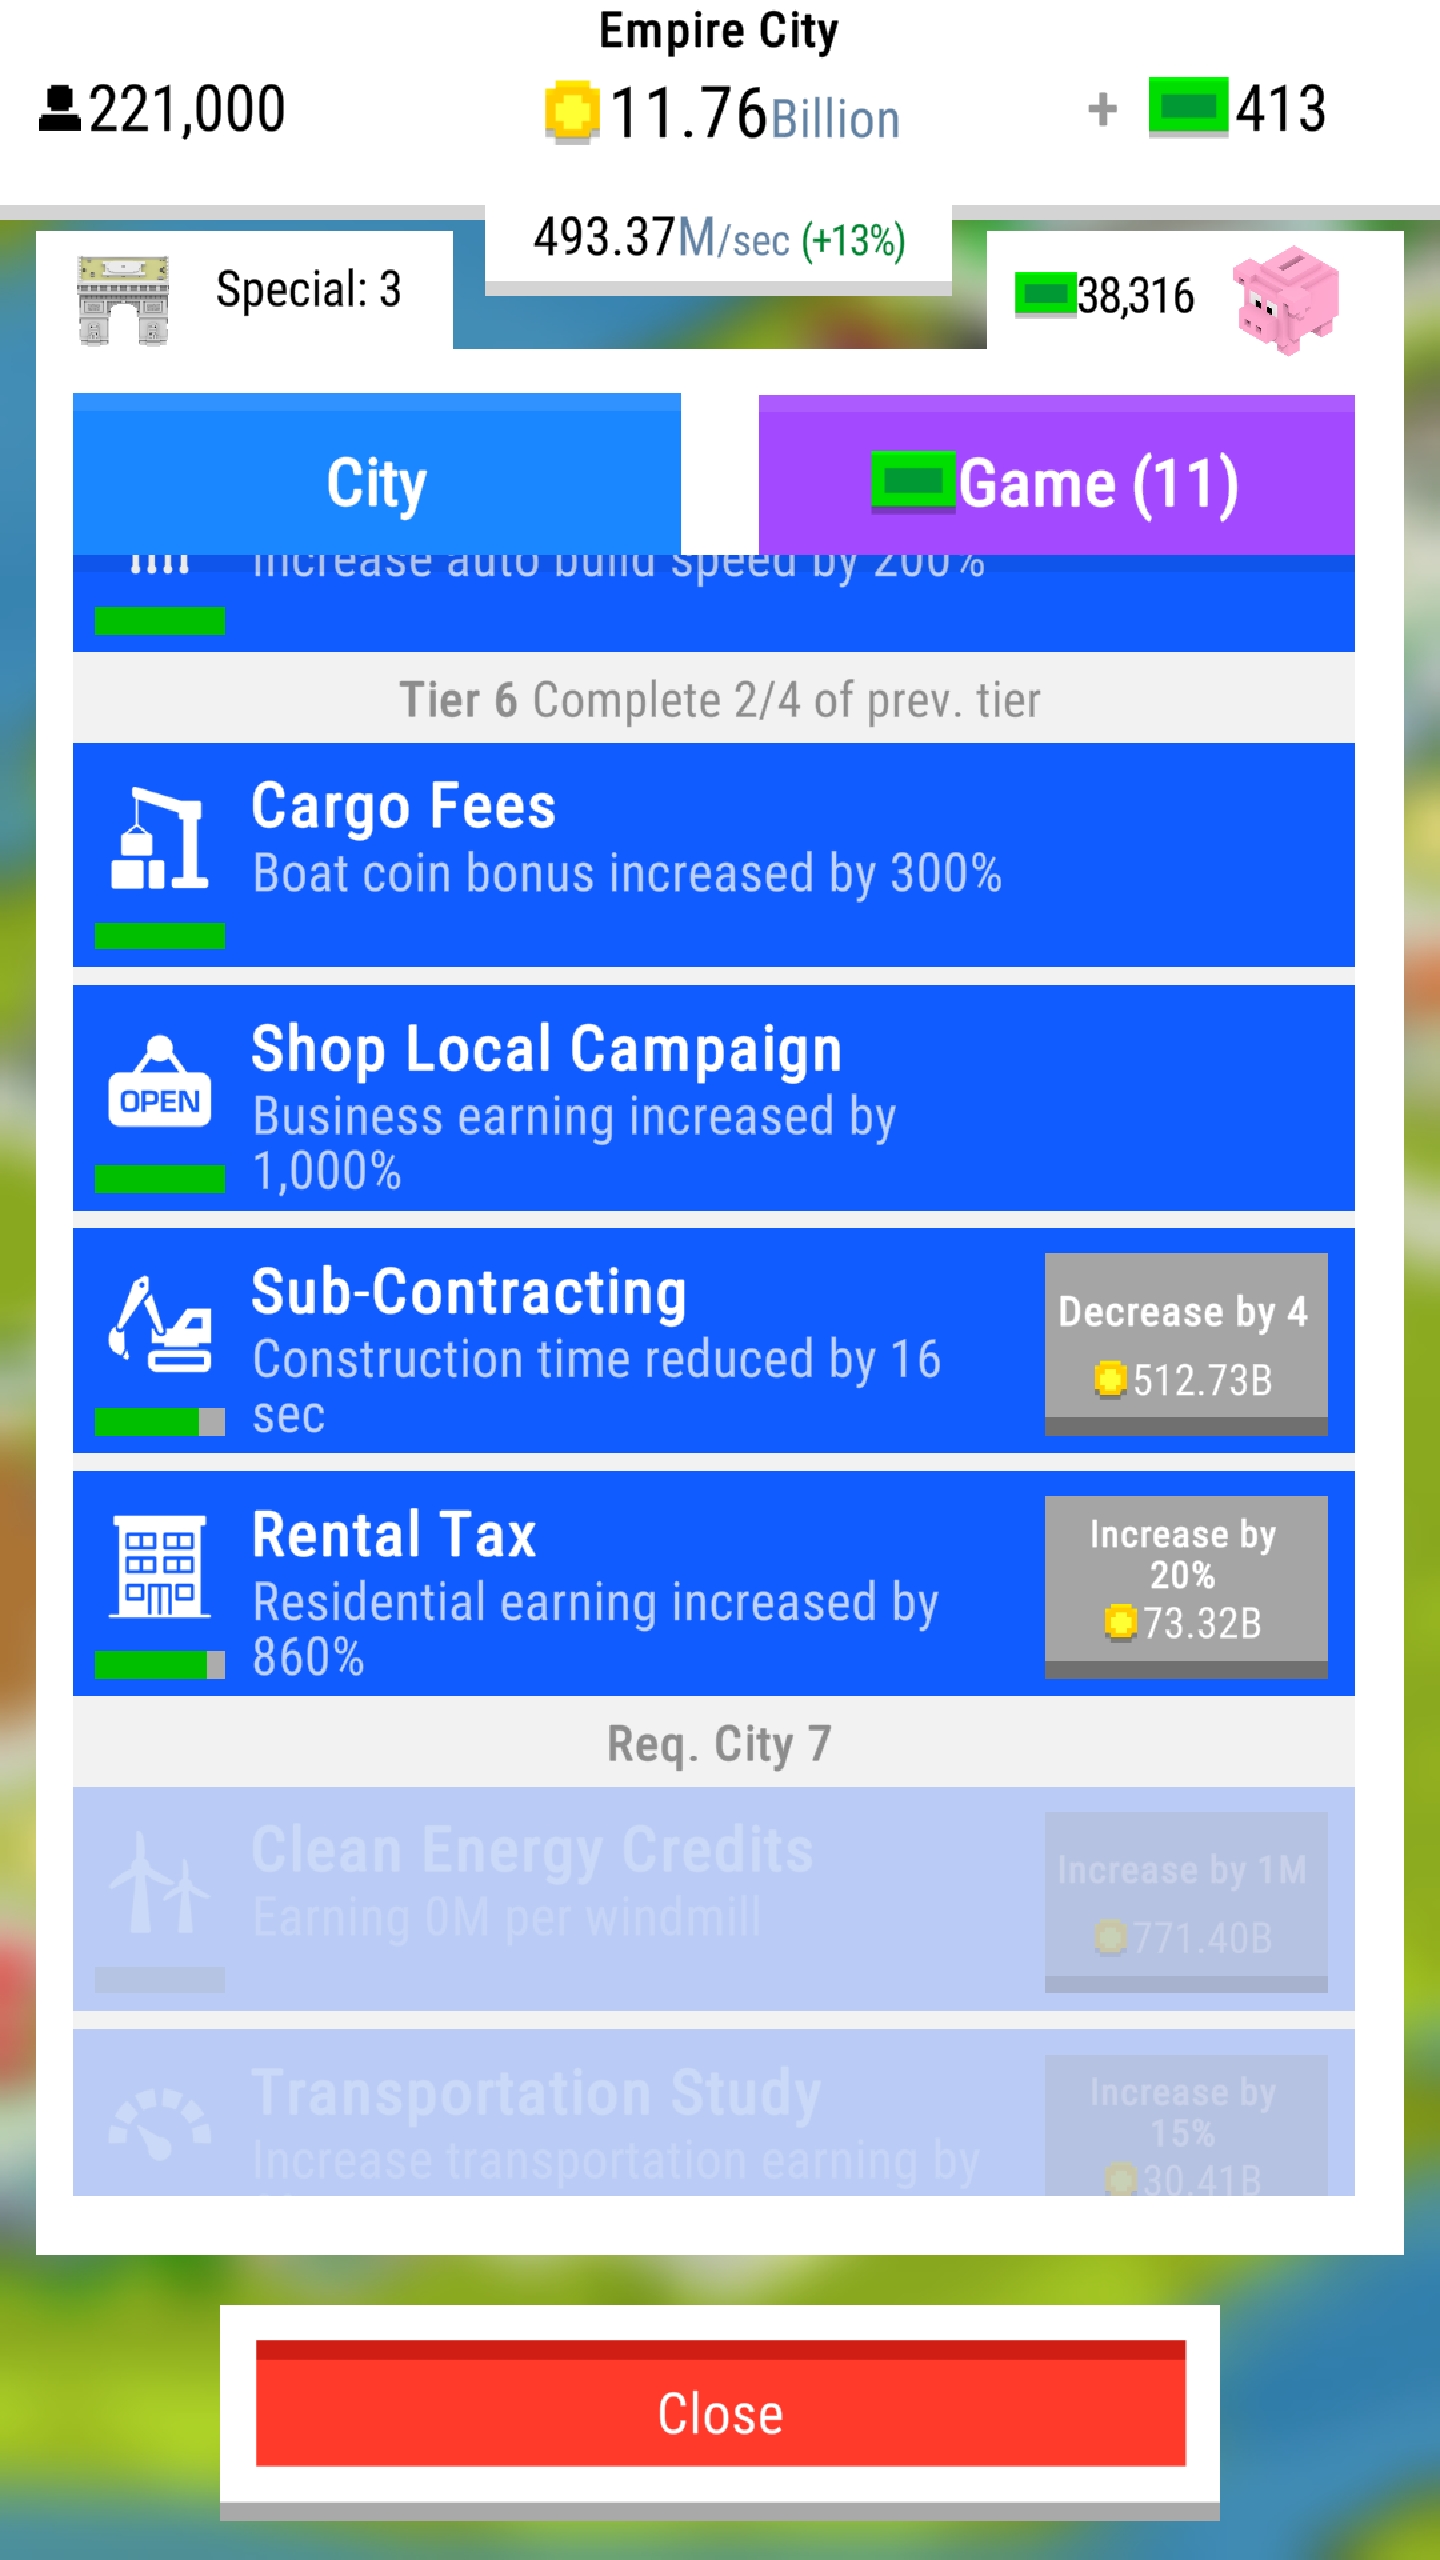 Empire City
221,000
11.76Billion
+ 413
493.37M/sec (+13%)
Special: 3
38,316
City
Game (11)
Increase auto build speed by 200%
Tier 6 Complete 2/4 of prev. tier
Cargo Fees
Boat coin bonus increased by 300%
OPEN
Shop Local Campaign
Business earning increased by
1,000%
Sub-Contracting
Construction time reduced by 16
sec
Decrease by 4
512.73B
Rental Tax
Residential earning increased by
860%
Increase by
20%
73.32B
Req. City 7
Clean Energy Credits
Earning 0M per windmill
Increase by 1M
771.40B
Transportation Study
Increase transportation earning by
Increase by
15%
30.41B
Close